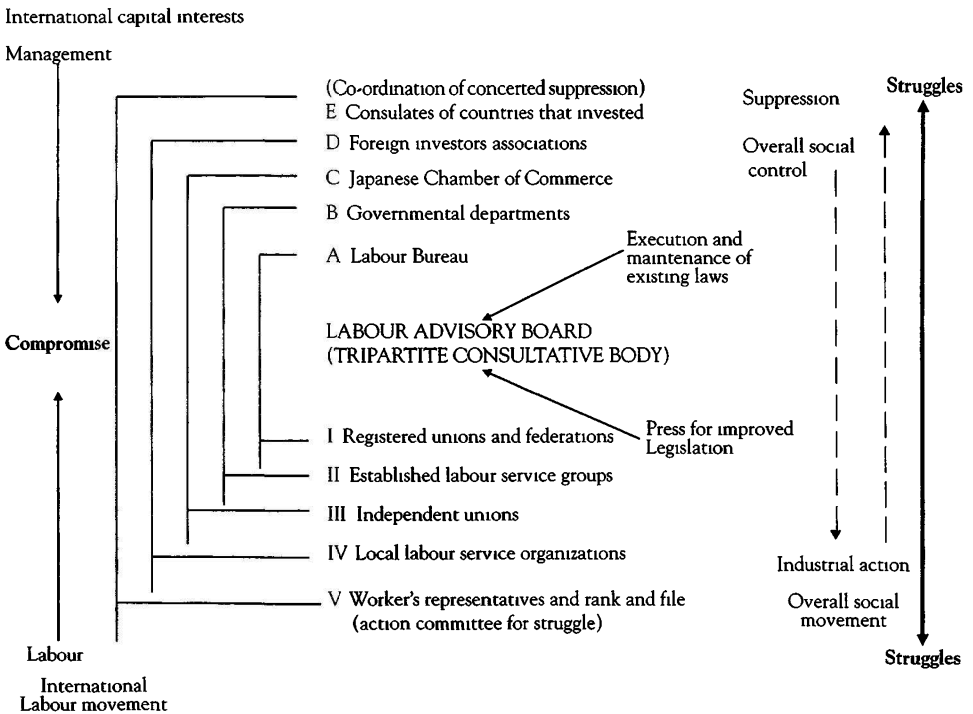 International capital interests
Management
(Co-ordination of concerted suppression)
E Consulates of countries that invested
D Foreign investors associations
C Japanese Chamber of Commerce
B Governmental departments
A Labour Bureau
LABOUR ADVISORY BOARD
(TRIPARTITE CONSULTATIVE BODY)
I Registered unions and federations
II Established labour service groups
III Independent unions
IV Local labour service organizations
V Worker's representatives and rank and file
(action committee for struggle)
Compromise
Labour
International
Labour movement
Execution and
maintenance of
existing laws
Press for improved
Legislation
Suppression
Overall social
control
Industrial action
Overall social
movement
Struggles
Struggles